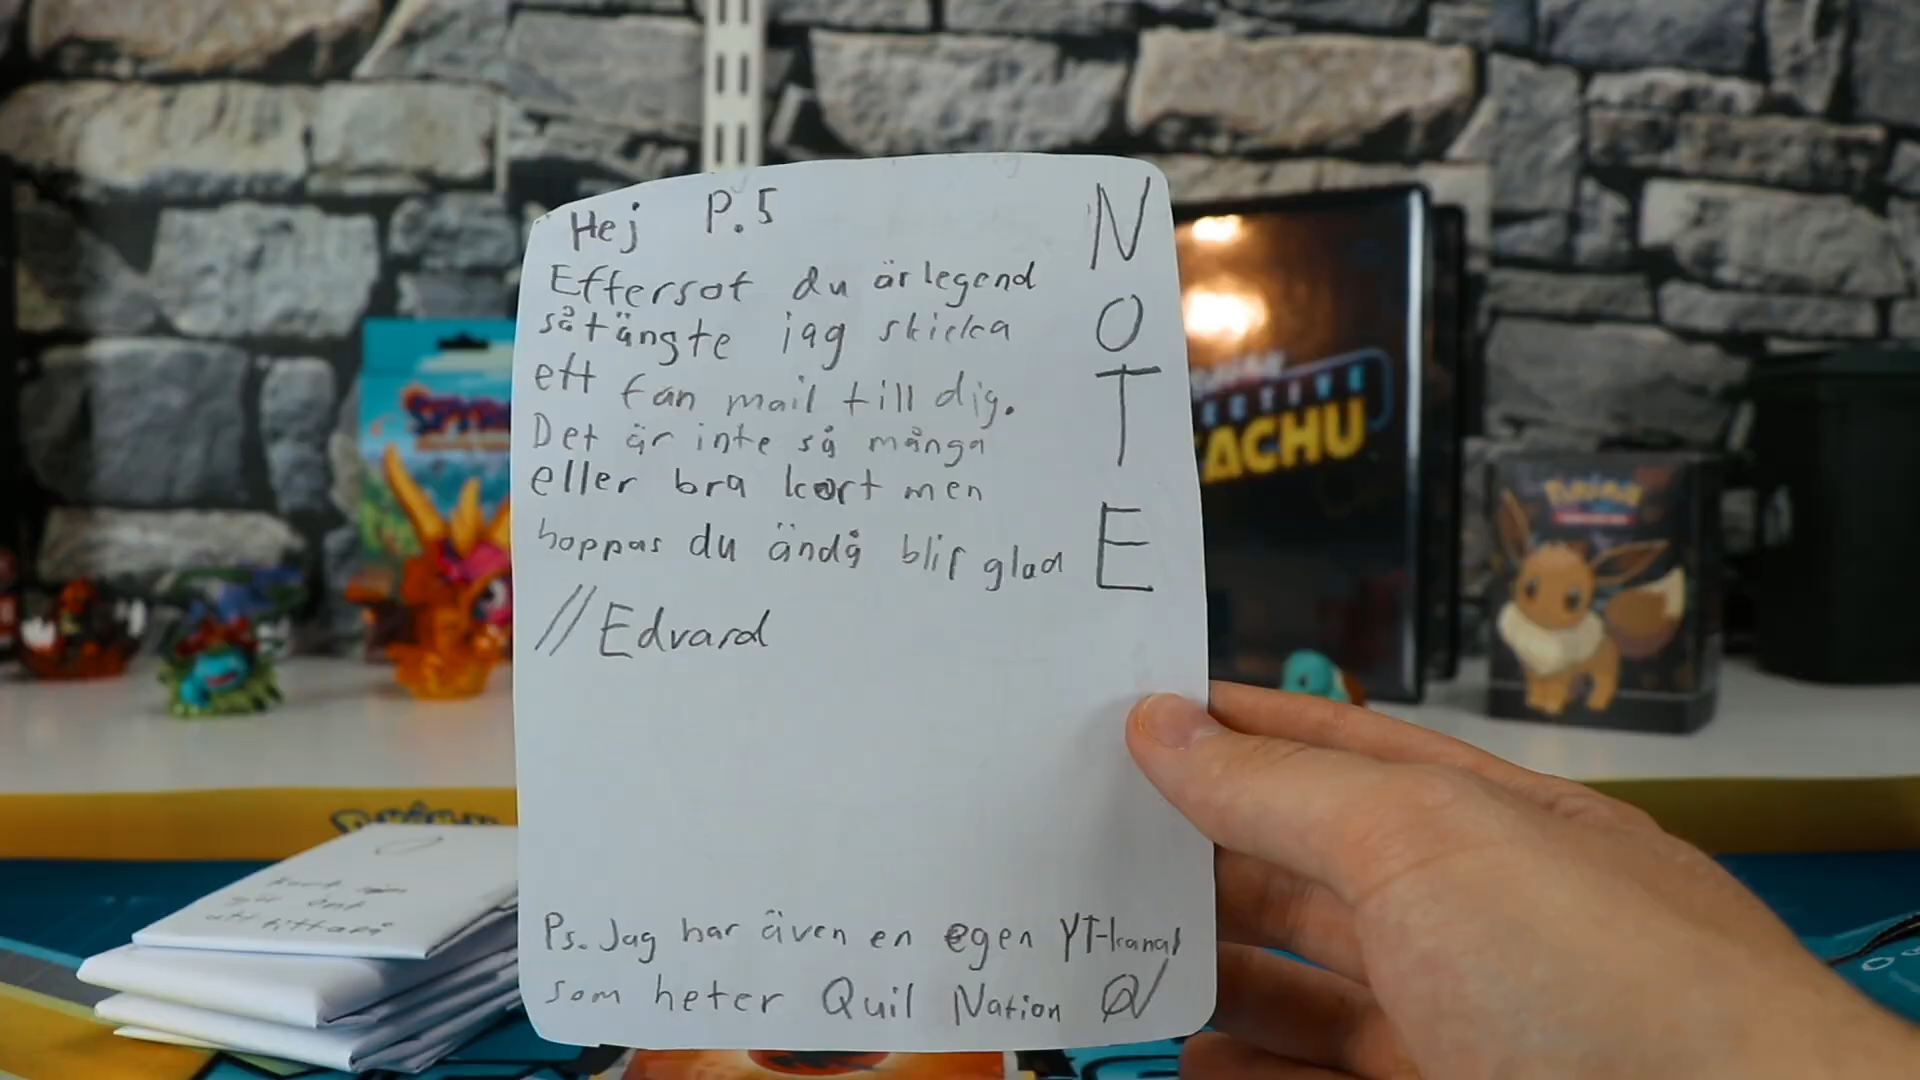 Hej P.5
Effersot du är legend
så tängte jag skicka
ett fan mail till dig.
Det är inte så många
eller bra kort men
hoppas du ändå blir glad
// Edvard
Ps. Jag har även en egen YT-kanal
som heter Quil Nation
NOTE
PIKACHU